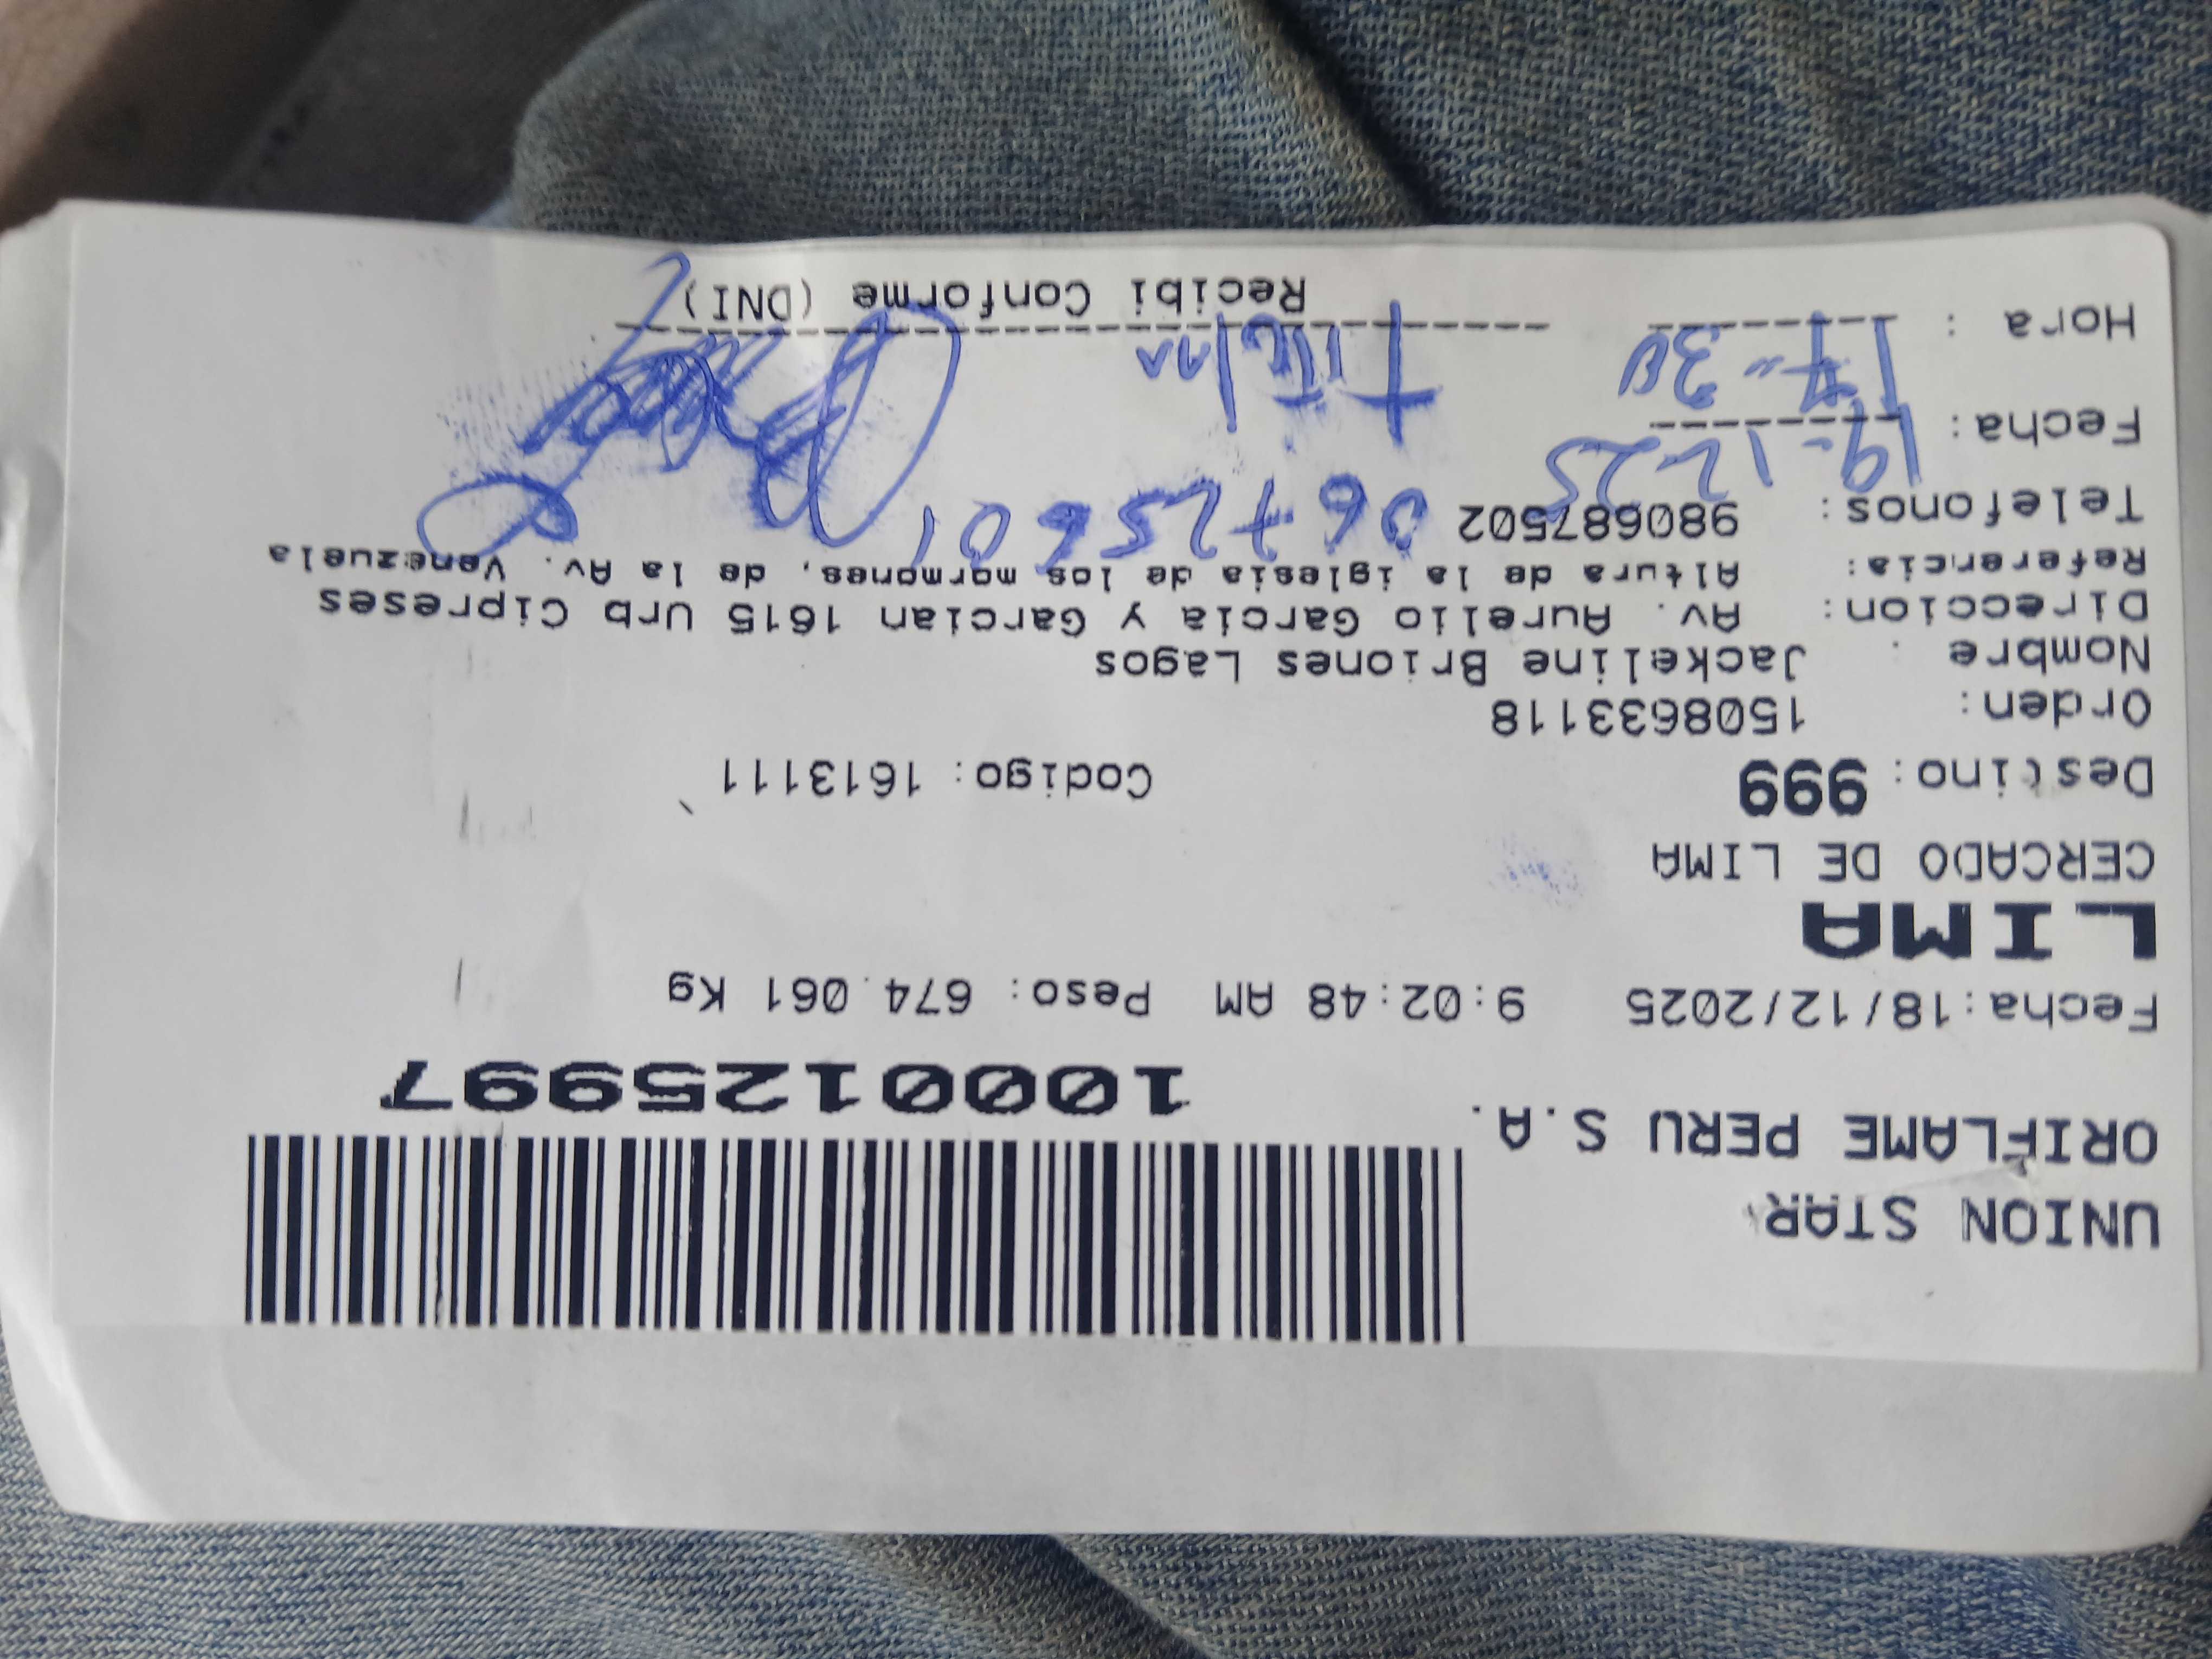 UNION STAR
ORIFLAME PERU S.A.
10000125997
Fecha:18/12/2025 9:02:48 AM Peso: 674.061 Kg
LIMA
CERCADO DE LIMA
Destino: 999 Codigo: 1613111
Orden: 1508633118
Nombre : Jackeline Briones Lagos
Direccion: Av. Aurelio Garcia y Garcian 1615 Urb Cipreses
Referencia: Altura de la iglesia de los mormones, de la Av. Venezuela
Telefonos: 980687502
06725601
Fecha: 19-12-25
Hora : 17-30
Titular
Recibi Conforme (DNI)